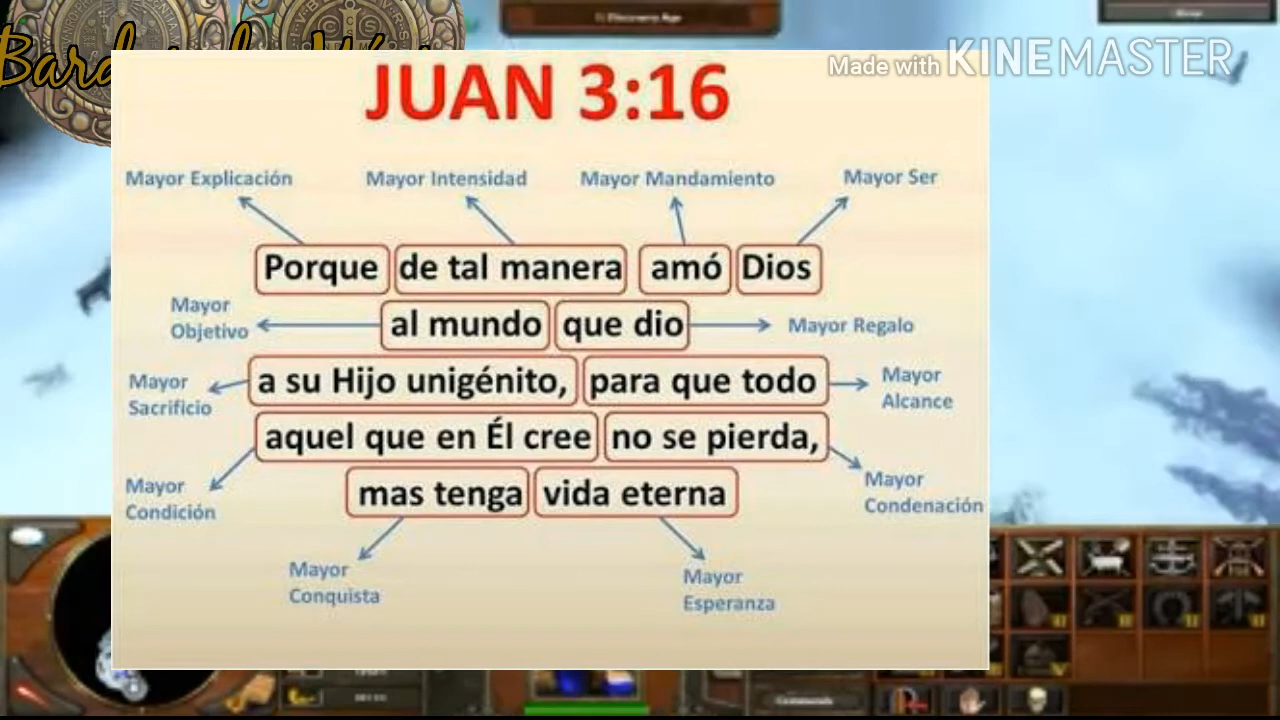 Discovery Age
Made with KINEMASTER
JUAN 3:16
Mayor Explicación
Mayor Intensidad
Mayor Mandamiento
Mayor Ser
Porque de tal manera amó Dios
Mayor
Objetivo
al mundo que dio
Mayor Regalo
Mayor
Sacrificio
a su Hijo unigénito, para que todo
Mayor
Alcance
aquel que en Él cree no se pierda,
Mayor
Condición
Mayor
Condenación
mas tenga vida eterna
Mayor
Conquista
Mayor
Esperanza